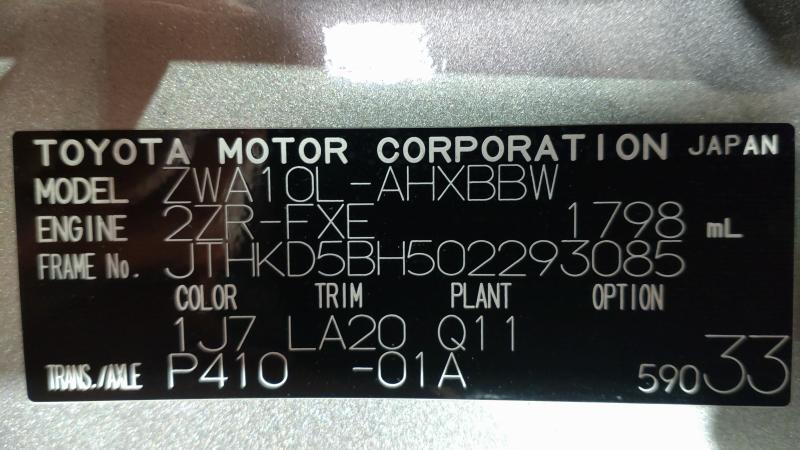 TOYOTA MOTOR CORPORATION JAPAN
MODEL ZWA10L-AHXBBW
ENGINE 2ZR-FXE 1798 mL
FRAME No. JTHKD5BH502293085
COLOR TRIM PLANT OPTION
1J7 LA20 Q11
TRANS./AXLE P410 -01A 59033